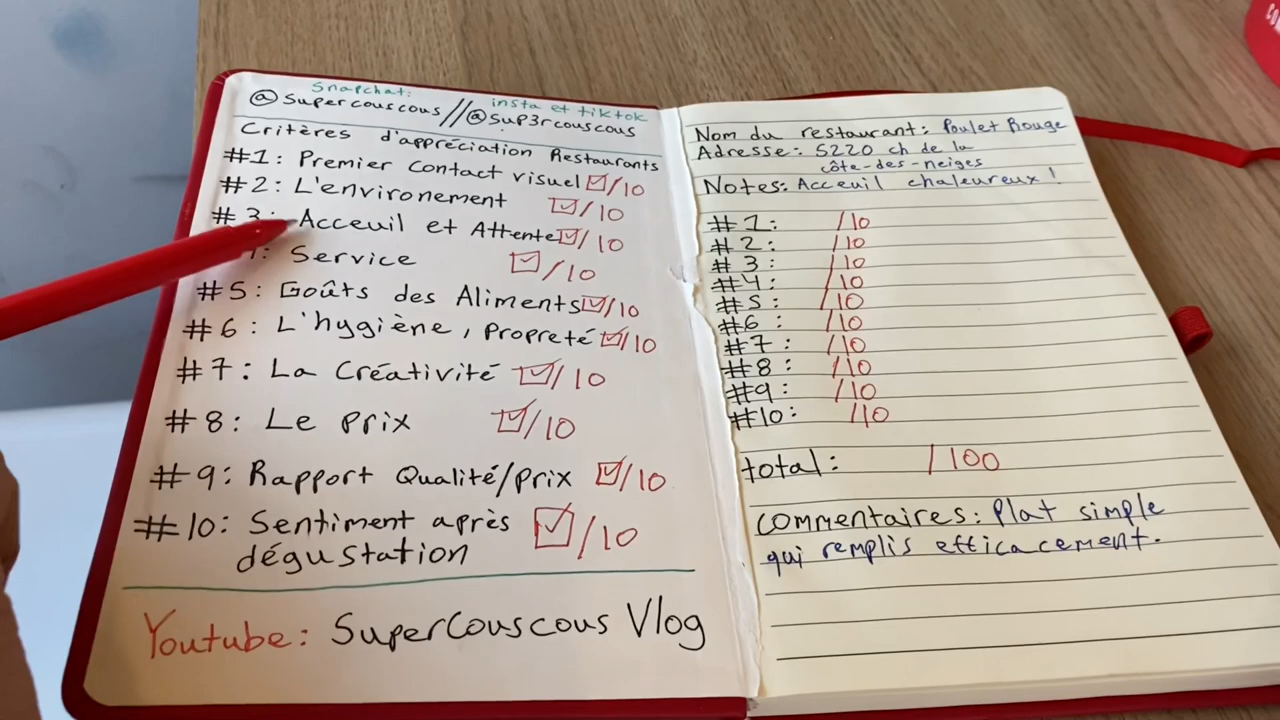 Snapchat: insta et tiktok
@supercouscous//@sup3rcouscous
Critères d'appréciation Restaurants
#1: Premier contact visuel /10
#2: L'environement /10
#3: Acceuil et Attente /10
4: Service /10
#5: Goûts des Aliments /10
#6: L'hygiène, propreté /10
#7: La Créativité /10
#8: Le prix /10
#9: Rapport Qualité/prix /10
#10: Sentiment après /10
dégustation
Youtube: SuperCouscous Vlog
Nom du restaurant: Poulet Rouge
Adresse: 5220 ch de la
côte-des-neiges
Notes: Acceuil chaleureux!
#1: /10
#2: /10
#3: /10
#4: /10
#5: /10
#6: /10
#7: /10
#8: /10
#9: /10
#10: /10
total: /100
commentaires: Plat simple
qui remplis efficacement.